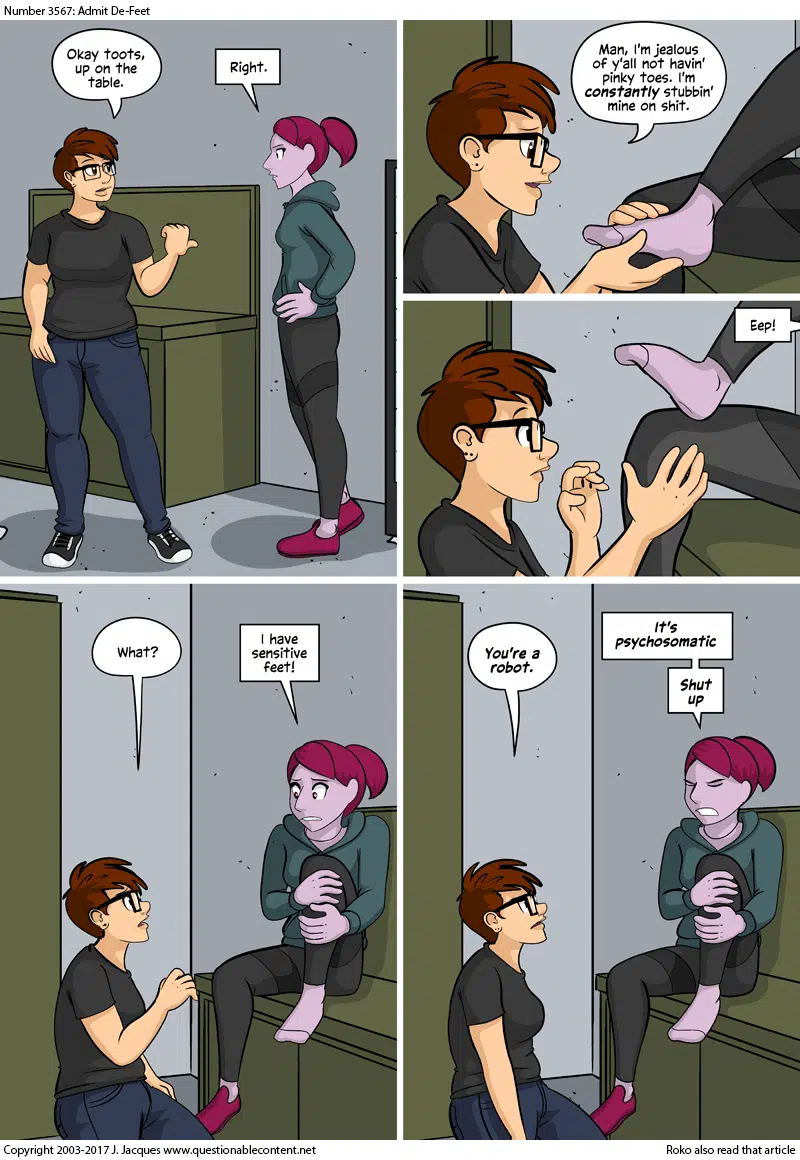 Number 3567: Admit De-Feet
Okay toots,
up on the
table.
Right.
Man, I'm jealous
of y'all not havin'
pinky toes. I'm
constantly stubbin'
mine on shit.
Eep!
What?
I have
sensitive
feet!
You're a
robot.
It's
psychosomatic
Shut
up
Copyright 2003-2017 J. Jacques www.questionablecontent.net
Roko also read that article